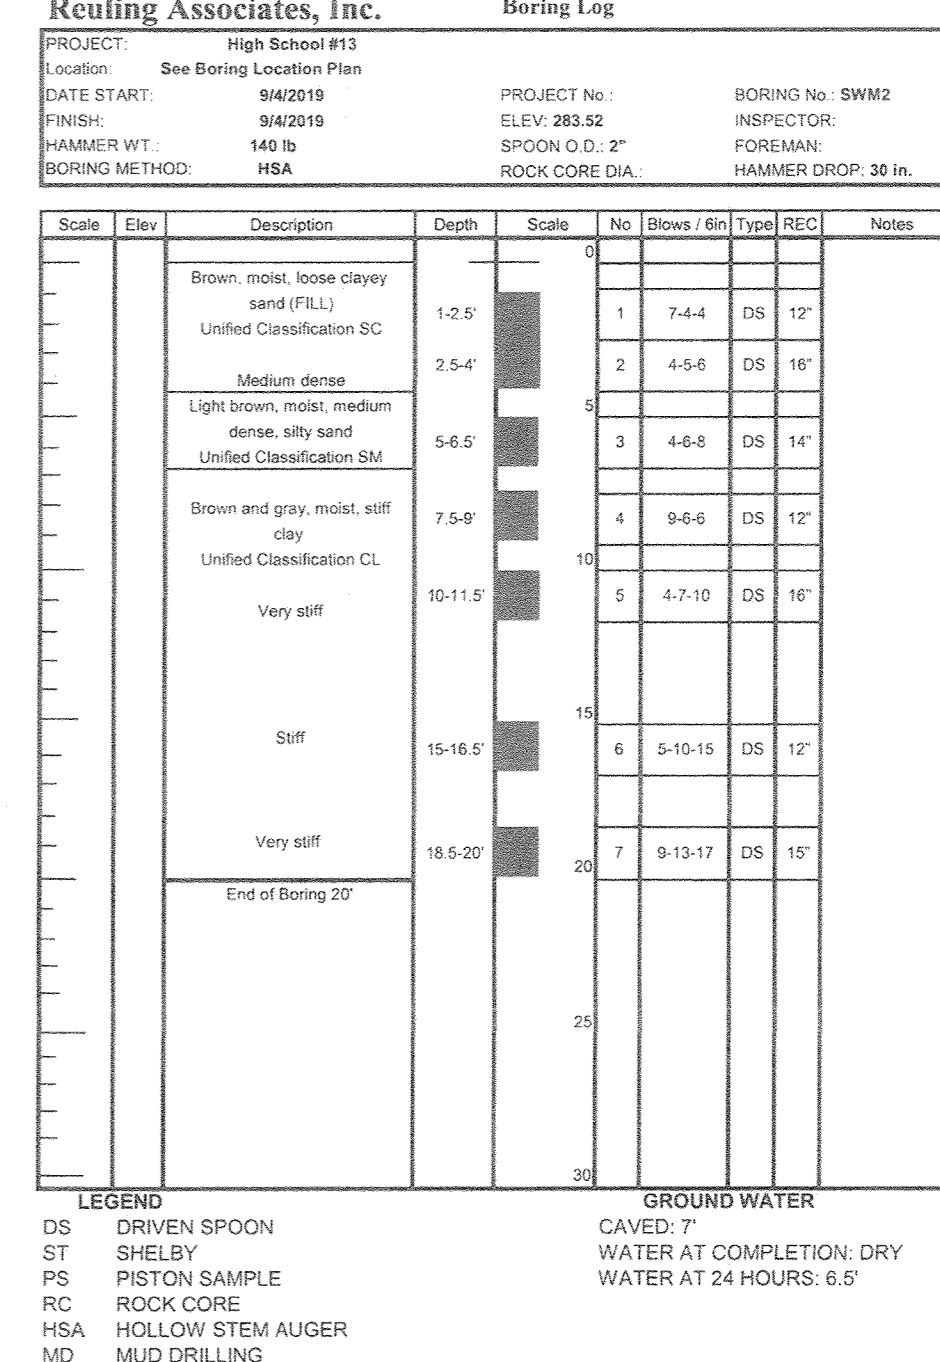 Reuling Associates, Inc. Boring Log
PROJECT: High School #13
Location: See Boring Location Plan
DATE START: 9/4/2019 PROJECT No.: BORING No.: SWM2
FINISH: 9/4/2019 ELEV: 283.52 INSPECTOR:
HAMMER WT.: 140 lb SPOON O.D.: 2" FOREMAN:
BORING METHOD: HSA ROCK CORE DIA.: HAMMER DROP: 30 in.
Scale Elev Description Depth Scale No Blows / 6in Type REC Notes
0
Brown, moist, loose clayey
sand (FILL) 1-2.5' 1 7-4-4 DS 12"
Unified Classification SC
2.5-4' 2 4-5-6 DS 16"
Medium dense
Light brown, moist, medium 5
dense, silty sand 5-6.5' 3 4-6-8 DS 14"
Unified Classification SM
Brown and gray, moist, stiff 7.5-9' 4 9-6-6 DS 12"
clay
Unified Classification CL 10
10-11.5' 5 4-7-10 DS 16"
Very stiff
15
Stiff 15-16.5' 6 5-10-15 DS 12"
Very stiff 18.5-20' 7 9-13-17 DS 15"
20
End of Boring 20'
25
30
LEGEND GROUND WATER
DS DRIVEN SPOON CAVED: 7'
ST SHELBY WATER AT COMPLETION: DRY
PS PISTON SAMPLE WATER AT 24 HOURS: 6.5'
RC ROCK CORE
HSA HOLLOW STEM AUGER
MD MUD DRILLING